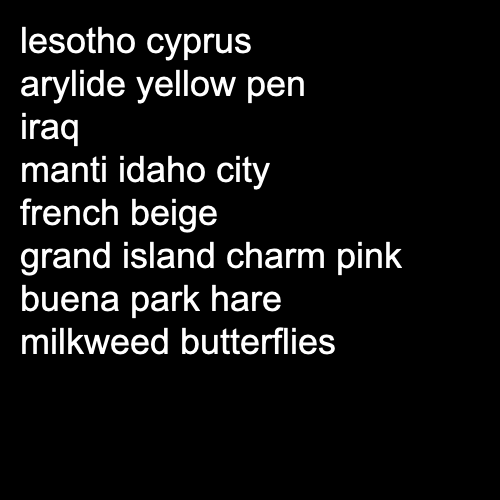 lesotho cyprus
arylide yellow pen
iraq
manti idaho city
french beige
grand island charm pink
buena park hare
milkweed butterflies